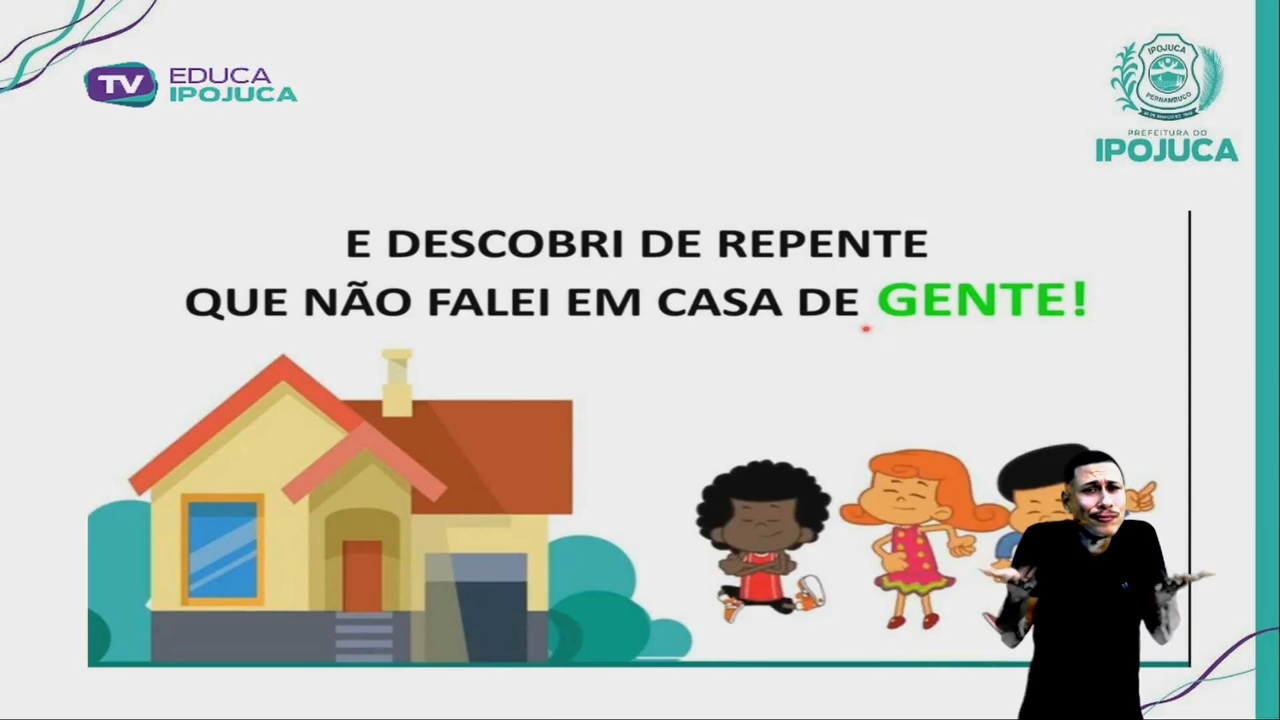 TV EDUCA
IPOJUCA
IPOJUCA
PERNAMBUCO
PREFEITURA DO
IPOJUCA
E DESCOBRI DE REPENTE
QUE NÃO FALEI EM CASA DE GENTE!